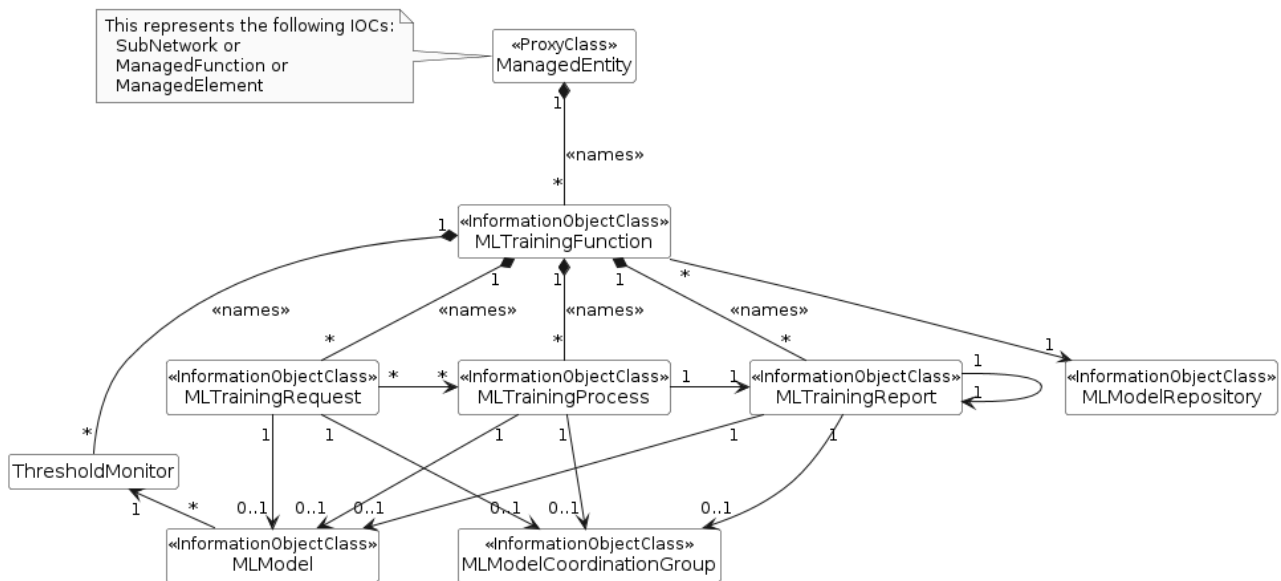 This represents the following IOCs:
SubNetwork or
ManagedFunction or
ManagedElement
«ProxyClass»
ManagedEntity
1
«names»
*
1
«InformationObjectClass»
MLTrainingFunction
1
1
1
*
«names»
«names»
«names»
«names»
*
*
*
1
«InformationObjectClass»
MLTrainingRequest
*
*
«InformationObjectClass»
MLTrainingProcess
1
1
«InformationObjectClass»
MLTrainingReport
1
1
«InformationObjectClass»
MLModelRepository
*
1
1
1
1
1
1
ThresholdMonitor
1
*
0..1
0..1
0..1
0..1
0..1
0..1
«InformationObjectClass»
MLModel
«InformationObjectClass»
MLModelCoordinationGroup